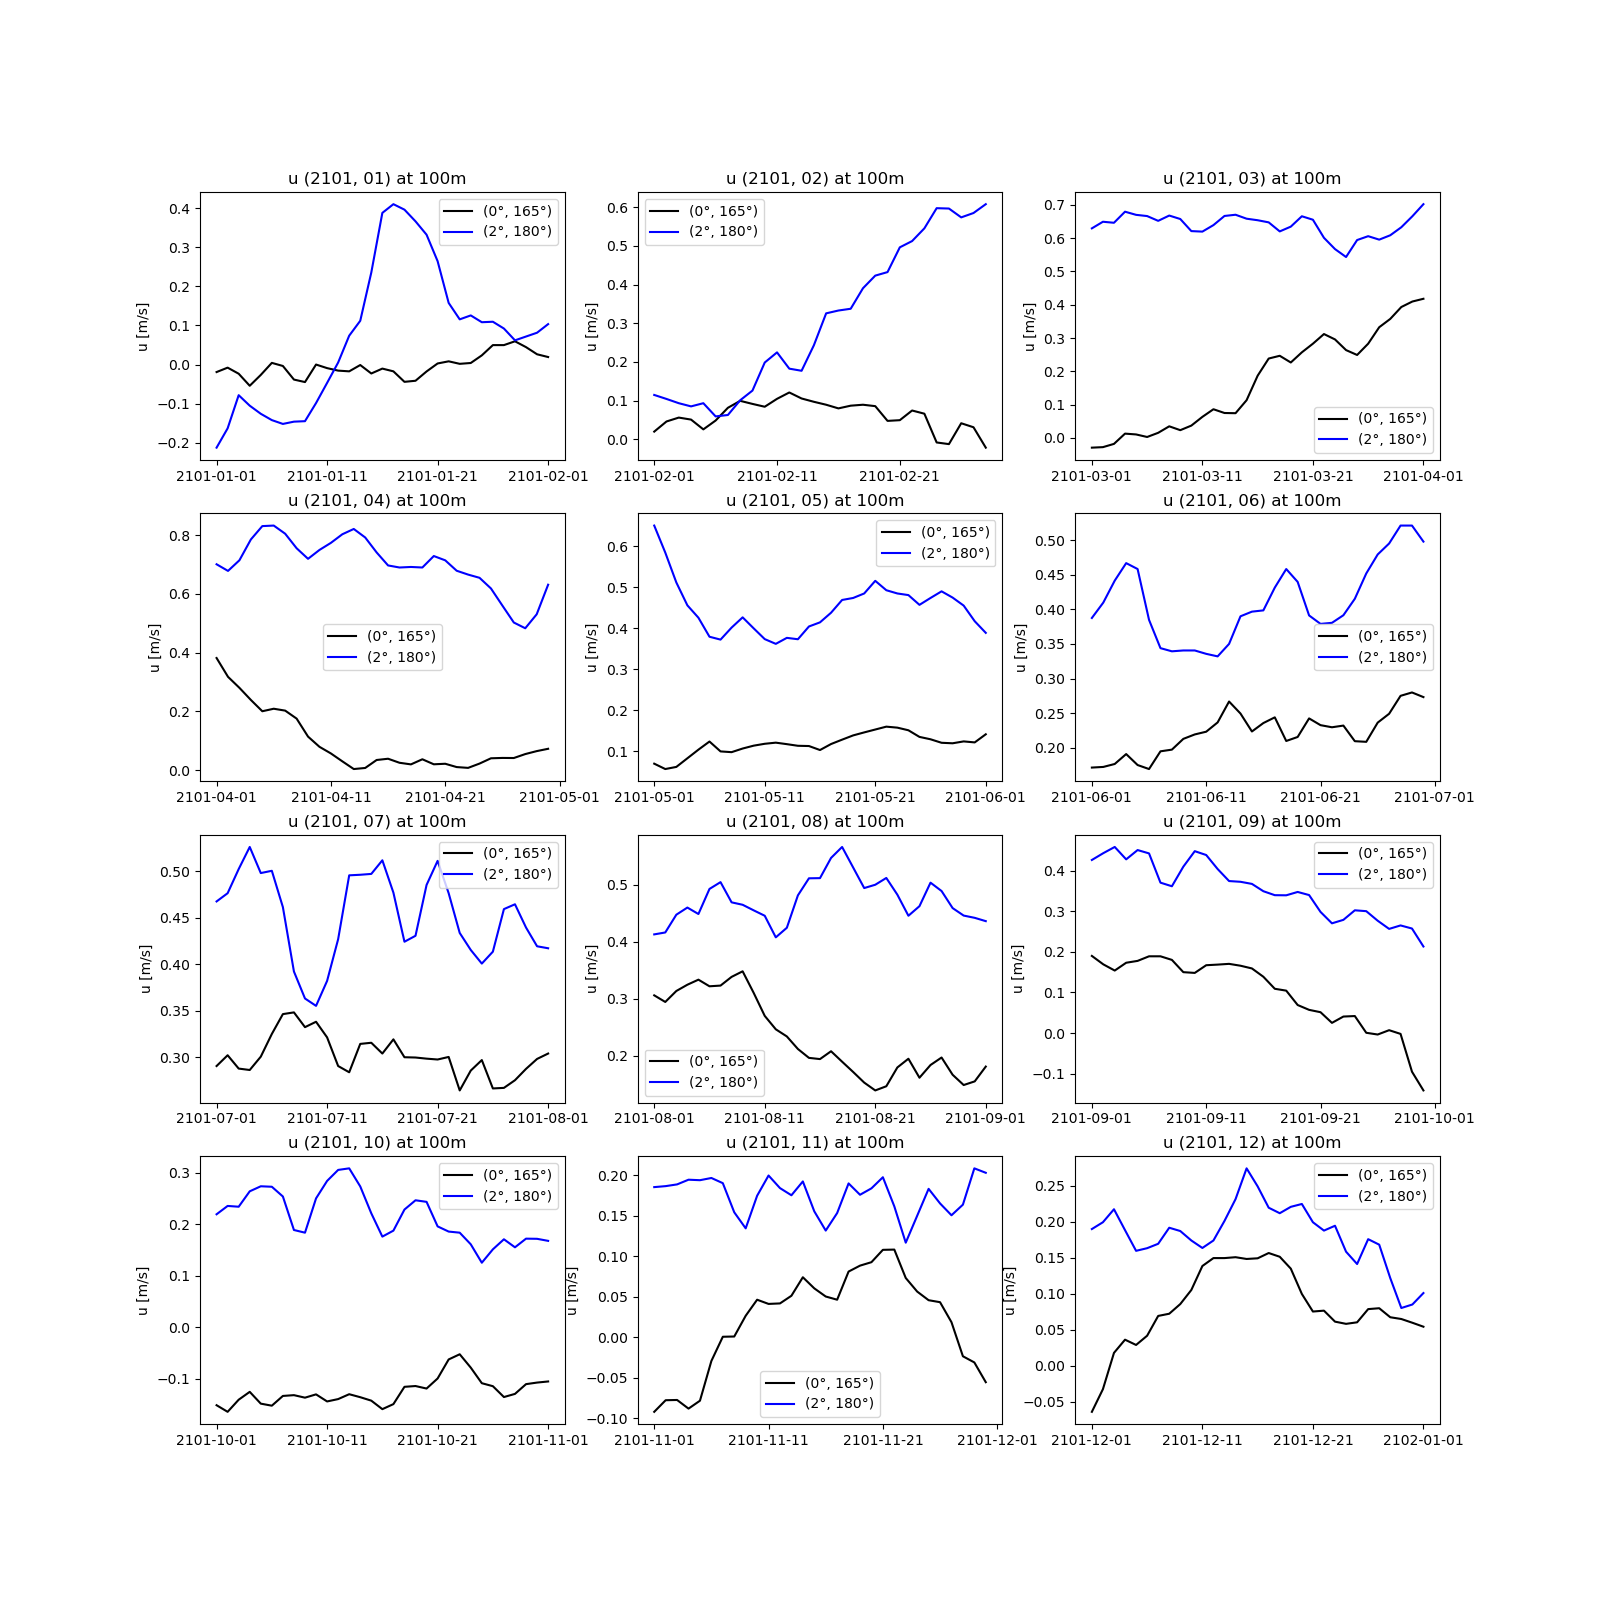 u (2101, 01) at 100m
u [m/s]
0.4
0.3
0.2
0.1
0.0
−0.1
−0.2
(0°, 165°)
(2°, 180°)
2101-01-01 2101-01-11 2101-01-21 2101-02-01
u (2101, 02) at 100m
u [m/s]
0.6
0.5
0.4
0.3
0.2
0.1
0.0
(0°, 165°)
(2°, 180°)
2101-02-01 2101-02-11 2101-02-21
u (2101, 03) at 100m
u [m/s]
0.7
0.6
0.5
0.4
0.3
0.2
0.1
0.0
(0°, 165°)
(2°, 180°)
2101-03-01 2101-03-11 2101-03-21 2101-04-01
u (2101, 04) at 100m
u [m/s]
0.8
0.6
0.4
0.2
0.0
(0°, 165°)
(2°, 180°)
2101-04-01 2101-04-11 2101-04-21 2101-05-01
u (2101, 05) at 100m
u [m/s]
0.6
0.5
0.4
0.3
0.2
0.1
(0°, 165°)
(2°, 180°)
2101-05-01 2101-05-11 2101-05-21 2101-06-01
u (2101, 06) at 100m
u [m/s]
0.50
0.45
0.40
0.35
0.30
0.25
0.20
(0°, 165°)
(2°, 180°)
2101-06-01 2101-06-11 2101-06-21 2101-07-01
u (2101, 07) at 100m
u [m/s]
0.50
0.45
0.40
0.35
0.30
(0°, 165°)
(2°, 180°)
2101-07-01 2101-07-11 2101-07-21 2101-08-01
u (2101, 08) at 100m
u [m/s]
0.5
0.4
0.3
0.2
(0°, 165°)
(2°, 180°)
2101-08-01 2101-08-11 2101-08-21 2101-09-01
u (2101, 09) at 100m
u [m/s]
0.4
0.3
0.2
0.1
0.0
−0.1
(0°, 165°)
(2°, 180°)
2101-09-01 2101-09-11 2101-09-21 2101-10-01
u (2101, 10) at 100m
u [m/s]
0.3
0.2
0.1
0.0
−0.1
(0°, 165°)
(2°, 180°)
2101-10-01 2101-10-11 2101-10-21 2101-11-01
u (2101, 11) at 100m
u [m/s]
0.20
0.15
0.10
0.05
0.00
−0.05
−0.10
(0°, 165°)
(2°, 180°)
2101-11-01 2101-11-11 2101-11-21 2101-12-01
u (2101, 12) at 100m
u [m/s]
0.25
0.20
0.15
0.10
0.05
0.00
−0.05
(0°, 165°)
(2°, 180°)
2101-12-01 2101-12-11 2101-12-21 2102-01-01